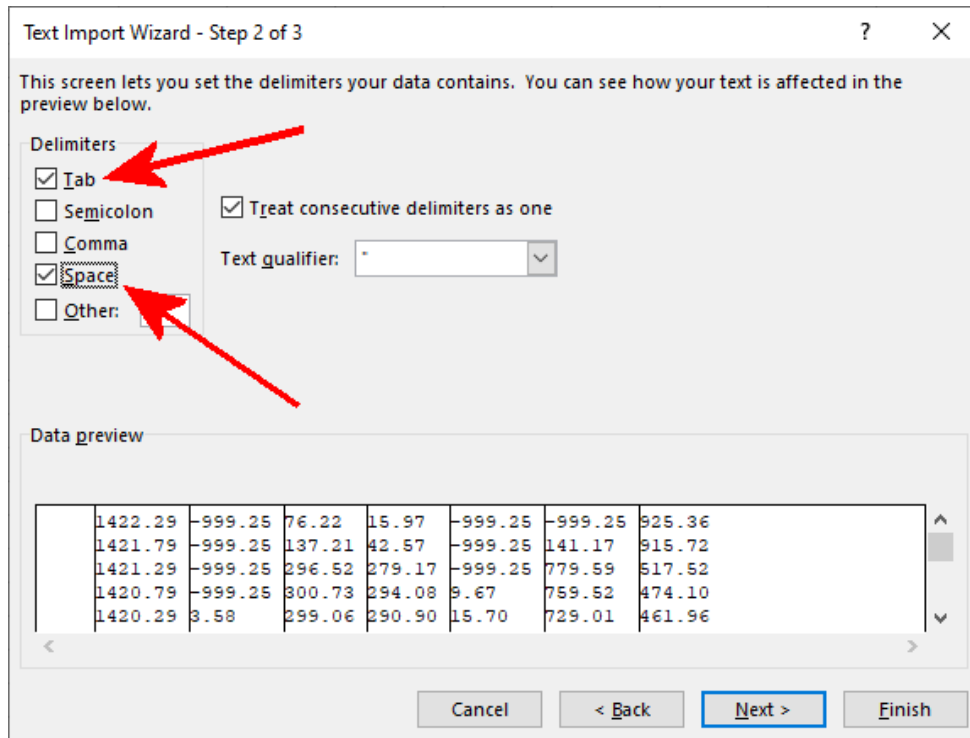 Text Import Wizard - Step 2 of 3
This screen lets you set the delimiters your data contains. You can see how your text is affected in the
preview below.
Delimiters
Tab
Semicolon
Comma
Space
Other:
Treat consecutive delimiters as one
Text qualifier: "
Data preview
1422.29 -999.25 76.22 15.97 -999.25 -999.25 925.36
1421.79 -999.25 137.21 42.57 -999.25 141.17 915.72
1421.29 -999.25 296.52 279.17 -999.25 779.59 517.52
1420.79 -999.25 300.73 294.08 9.67 759.52 474.10
1420.29 3.58 299.06 290.90 15.70 729.01 461.96
Cancel
< Back
Next >
Finish